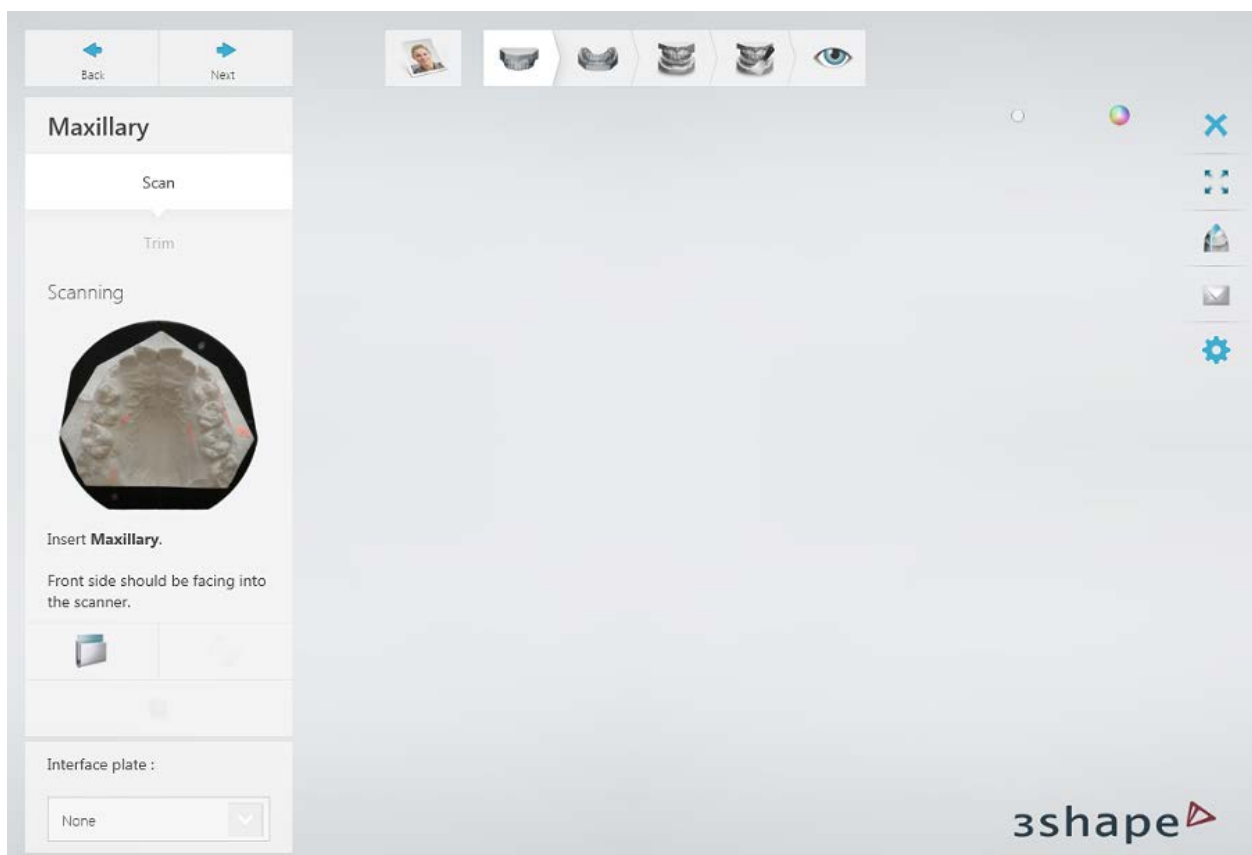 Back
Next
Maxillary
Scan
Trim
Scanning
Insert Maxillary.
Front side should be facing into
the scanner.
Interface plate :
None
3shape